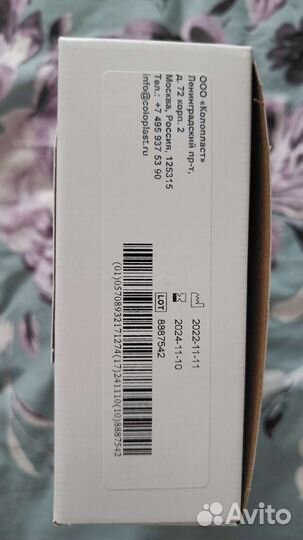 ООО «Колопласт»
Ленинградский пр-т,
д. 72 корп. 2
Москва, Россия, 125315
Тел.: +7 495 937 53 90
info@coloplast.ru
2022-11-11
2024-11-10
LOT 8887542
(01)05708932171274(17)241110(10)8887542
Avito